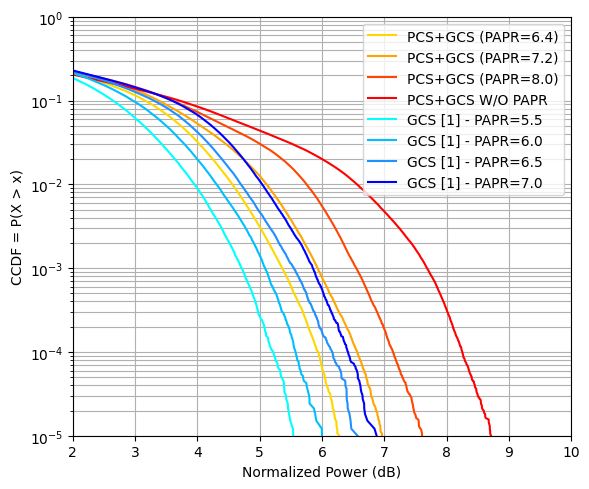 10⁰
10⁻¹
10⁻²
10⁻³
10⁻⁴
10⁻⁵
CCDF = P(X > x)
PCS+GCS (PAPR=6.4)
PCS+GCS (PAPR=7.2)
PCS+GCS (PAPR=8.0)
PCS+GCS W/O PAPR
GCS [1] - PAPR=5.5
GCS [1] - PAPR=6.0
GCS [1] - PAPR=6.5
GCS [1] - PAPR=7.0
2 3 4 5 6 7 8 9 10
Normalized Power (dB)